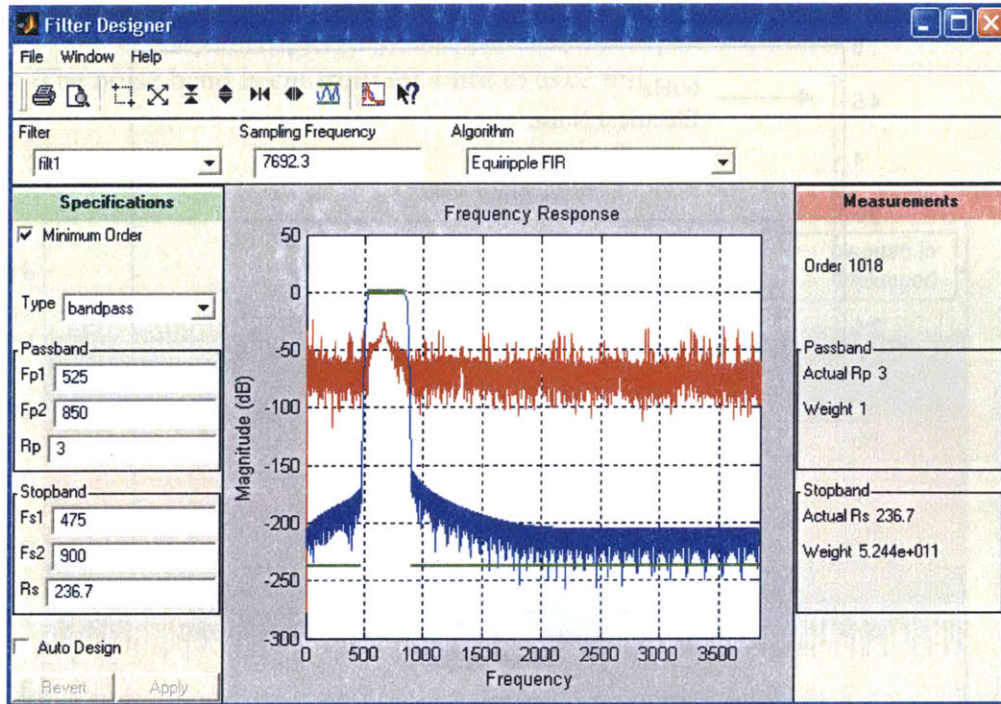 Filter Designer
File Window Help
Filter
Sampling Frequency
Algorithm
filt1
7692.3
Equiripple FIR
Specifications
Minimum Order
Type bandpass
Passband
Fp1 525
Fp2 850
Rp 3
Stopband
Fs1 475
Fs2 900
Rs 236.7
Auto Design
Revert Apply
Frequency Response
Magnitude (dB)
50
0
-50
-100
-150
-200
-250
-300
0 500 1000 1500 2000 2500 3000 3500
Frequency
Measurements
Order 1018
Passband
Actual Rp 3
Weight 1
Stopband
Actual Rs 236.7
Weight 5.244e+011